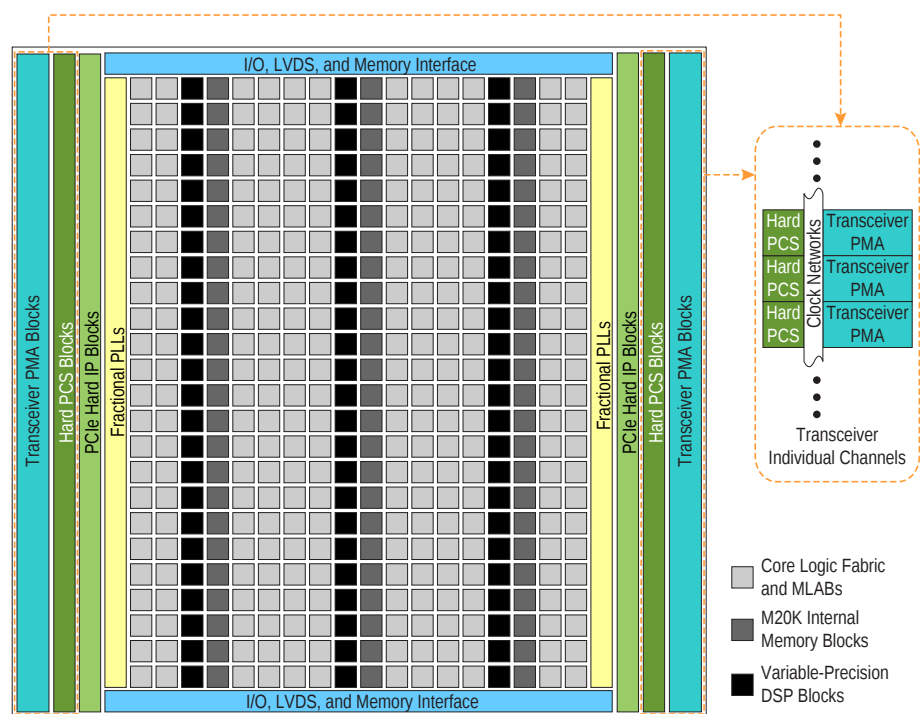 I/O, LVDS, and Memory Interface
Transceiver PMA Blocks
Hard PCS Blocks
PCIe Hard IP Blocks
Fractional PLLs
Fractional PLLs
PCIe Hard IP Blocks
Hard PCS Blocks
Transceiver PMA Blocks
I/O, LVDS, and Memory Interface
Hard
PCS
Transceiver
PMA
Hard
PCS
Transceiver
PMA
Hard
PCS
Transceiver
PMA
Clock Networks
Transceiver
Individual Channels
Core Logic Fabric
and MLABs
M20K Internal
Memory Blocks
Variable-Precision
DSP Blocks